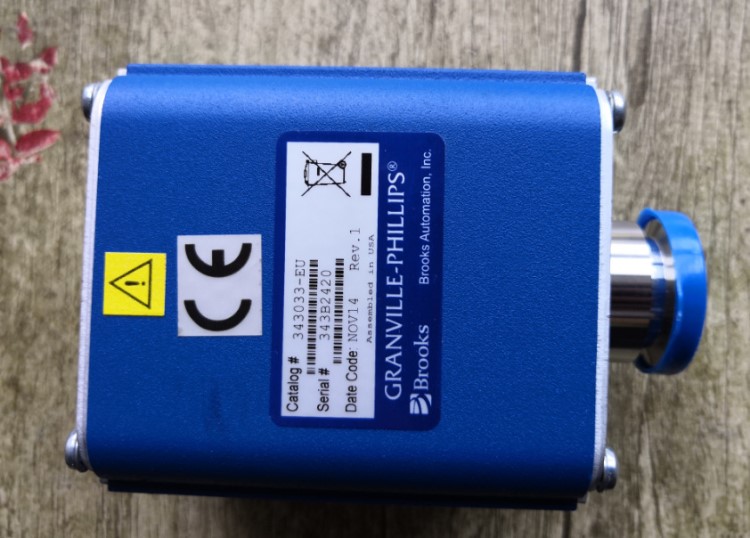 Catalog # 343033-EU
Serial # 343B2420
Date Code: NOV14 Rev.1
Assembled in USA
GRANVILLE-PHILLIPS®
Brooks Brooks Automation, Inc.
CE